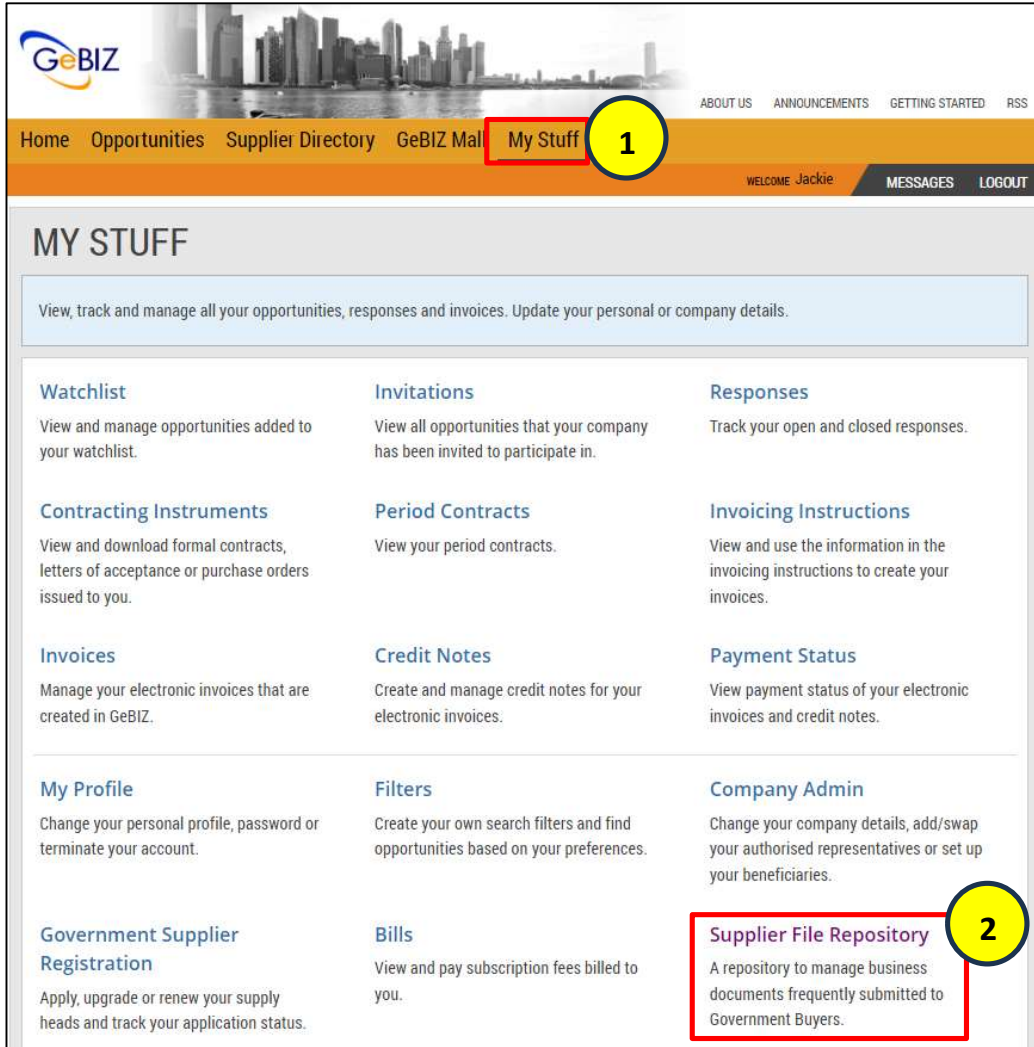 GeBIZ
ABOUT US ANNOUNCEMENTS GETTING STARTED RSS
Home Opportunities Supplier Directory GeBIZ Mall My Stuff 1
WELCOME Jackie MESSAGES LOGOUT
MY STUFF
View, track and manage all your opportunities, responses and invoices. Update your personal or company details.
Watchlist
View and manage opportunities added to
your watchlist.
Invitations
View all opportunities that your company
has been invited to participate in.
Responses
Track your open and closed responses.
Contracting Instruments
View and download formal contracts,
letters of acceptance or purchase orders
issued to you.
Period Contracts
View your period contracts.
Invoicing Instructions
View and use the information in the
invoicing instructions to create your
invoices.
Invoices
Manage your electronic invoices that are
created in GeBIZ.
Credit Notes
Create and manage credit notes for your
electronic invoices.
Payment Status
View payment status of your electronic
invoices and credit notes.
My Profile
Change your personal profile, password or
terminate your account.
Filters
Create your own search filters and find
opportunities based on your preferences.
Company Admin
Change your company details, add/swap
your authorised representatives or set up
your beneficiaries.
Government Supplier
Registration
Apply, upgrade or renew your supply
heads and track your application status.
Bills
View and pay subscription fees billed to
you.
Supplier File Repository 2
A repository to manage business
documents frequently submitted to
Government Buyers.